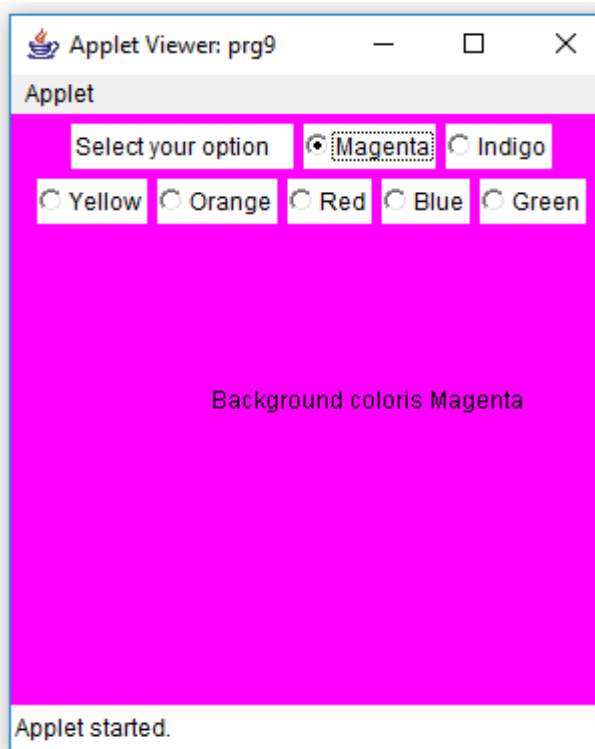 Applet Viewer: prg9
Applet
Select your option Magenta Indigo
Yellow Orange Red Blue Green
Background coloris Magenta
Applet started.